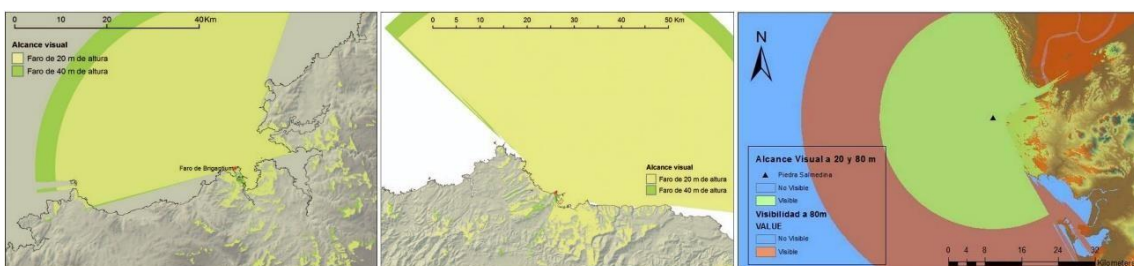 0 20 40 Km
Alcance visual
Faro de 20 m de altura
Faro de 40 m de altura
Faro de Brigantium
0 10 20 30 40 50 Km
Alcance visual
Faro de 20 m de altura
Faro de 40 m de altura
N
Alcance Visual a 20 y 80 m
Piedra Salmedina
No Visible
Visible
Visibilidad a 80m
VALUE
No Visible
Visible
0 4 8 16 24 32
Kilometers